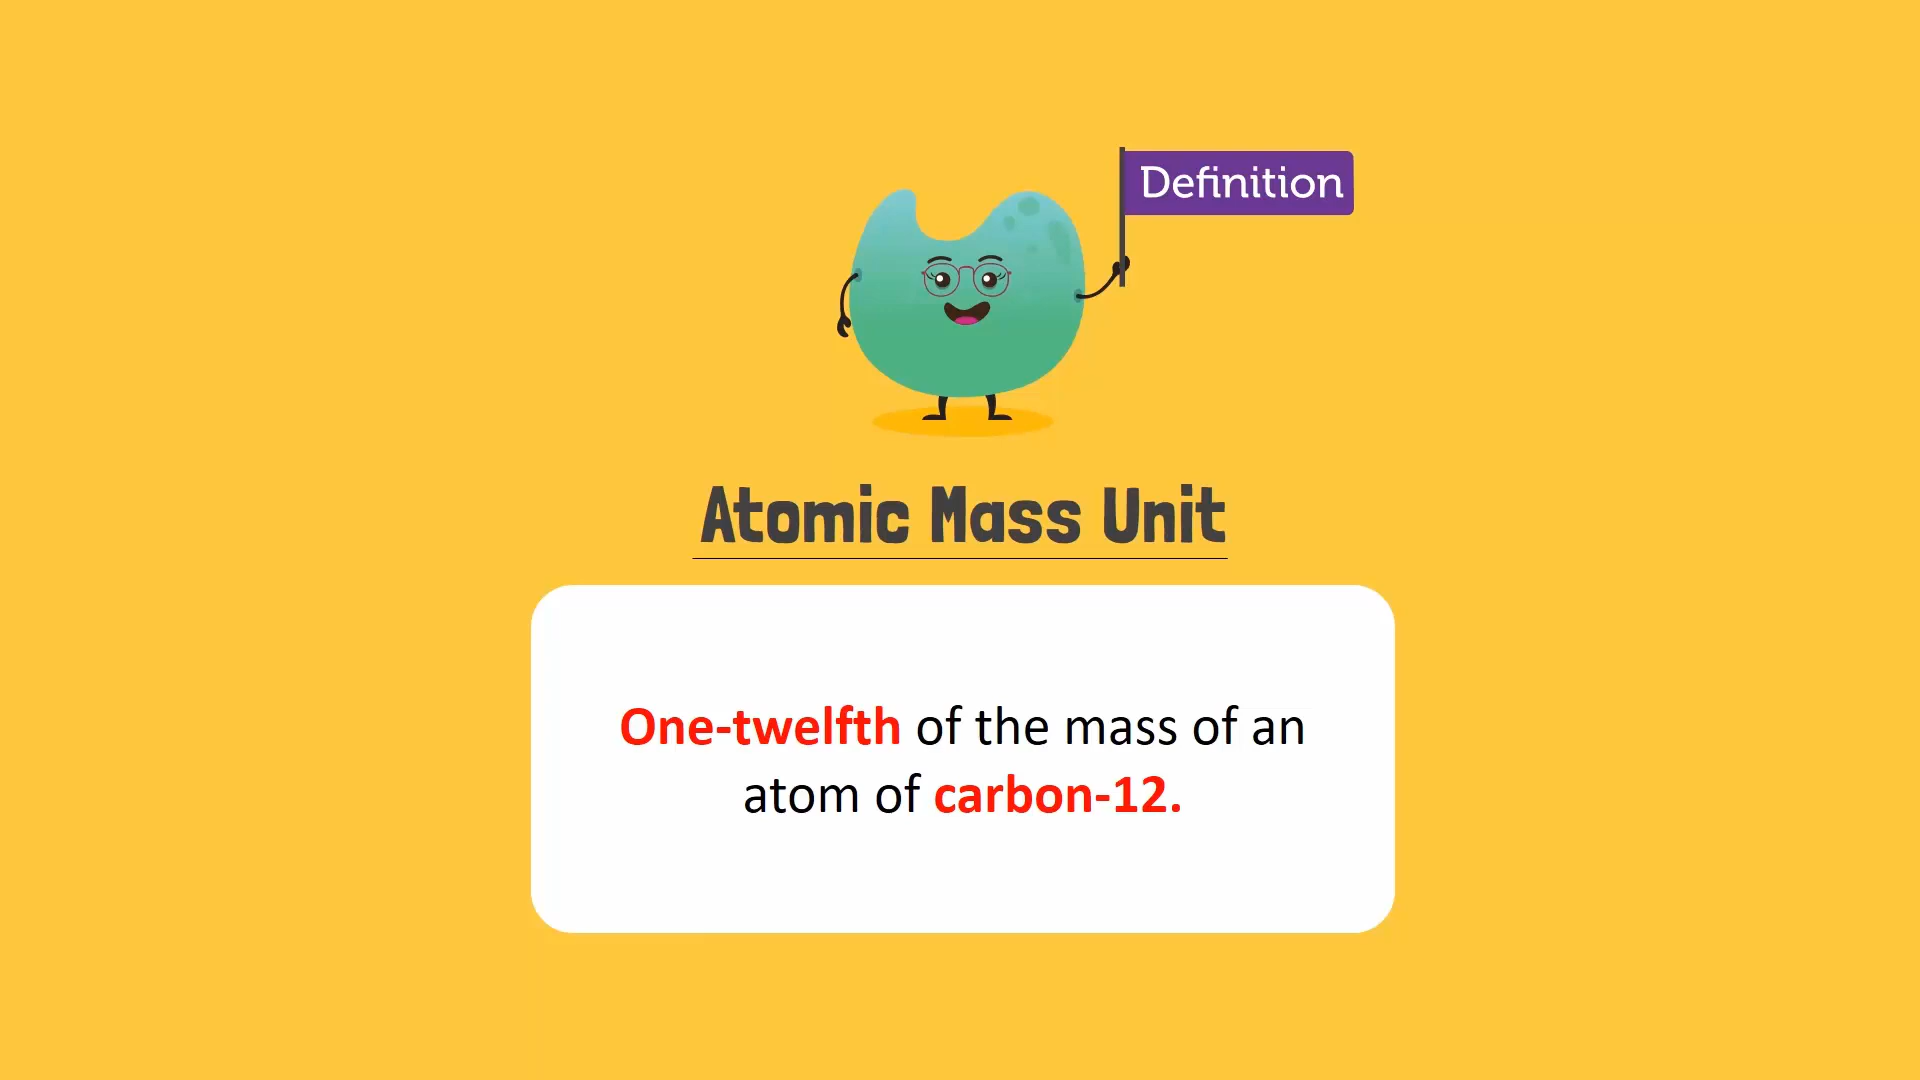 Definition
Atomic Mass Unit
One-twelfth of the mass of an
atom of carbon-12.